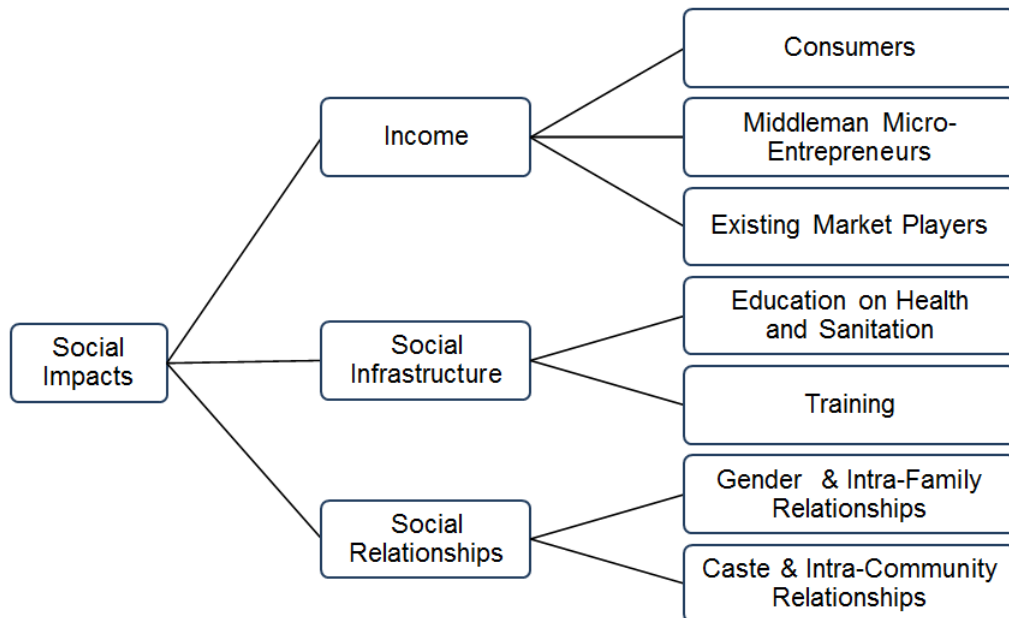 Social
Impacts
Income
Consumers
Middleman Micro-
Entrepreneurs
Existing Market Players
Social
Infrastructure
Education on Health
and Sanitation
Training
Social
Relationships
Gender & Intra-Family
Relationships
Caste & Intra-Community
Relationships